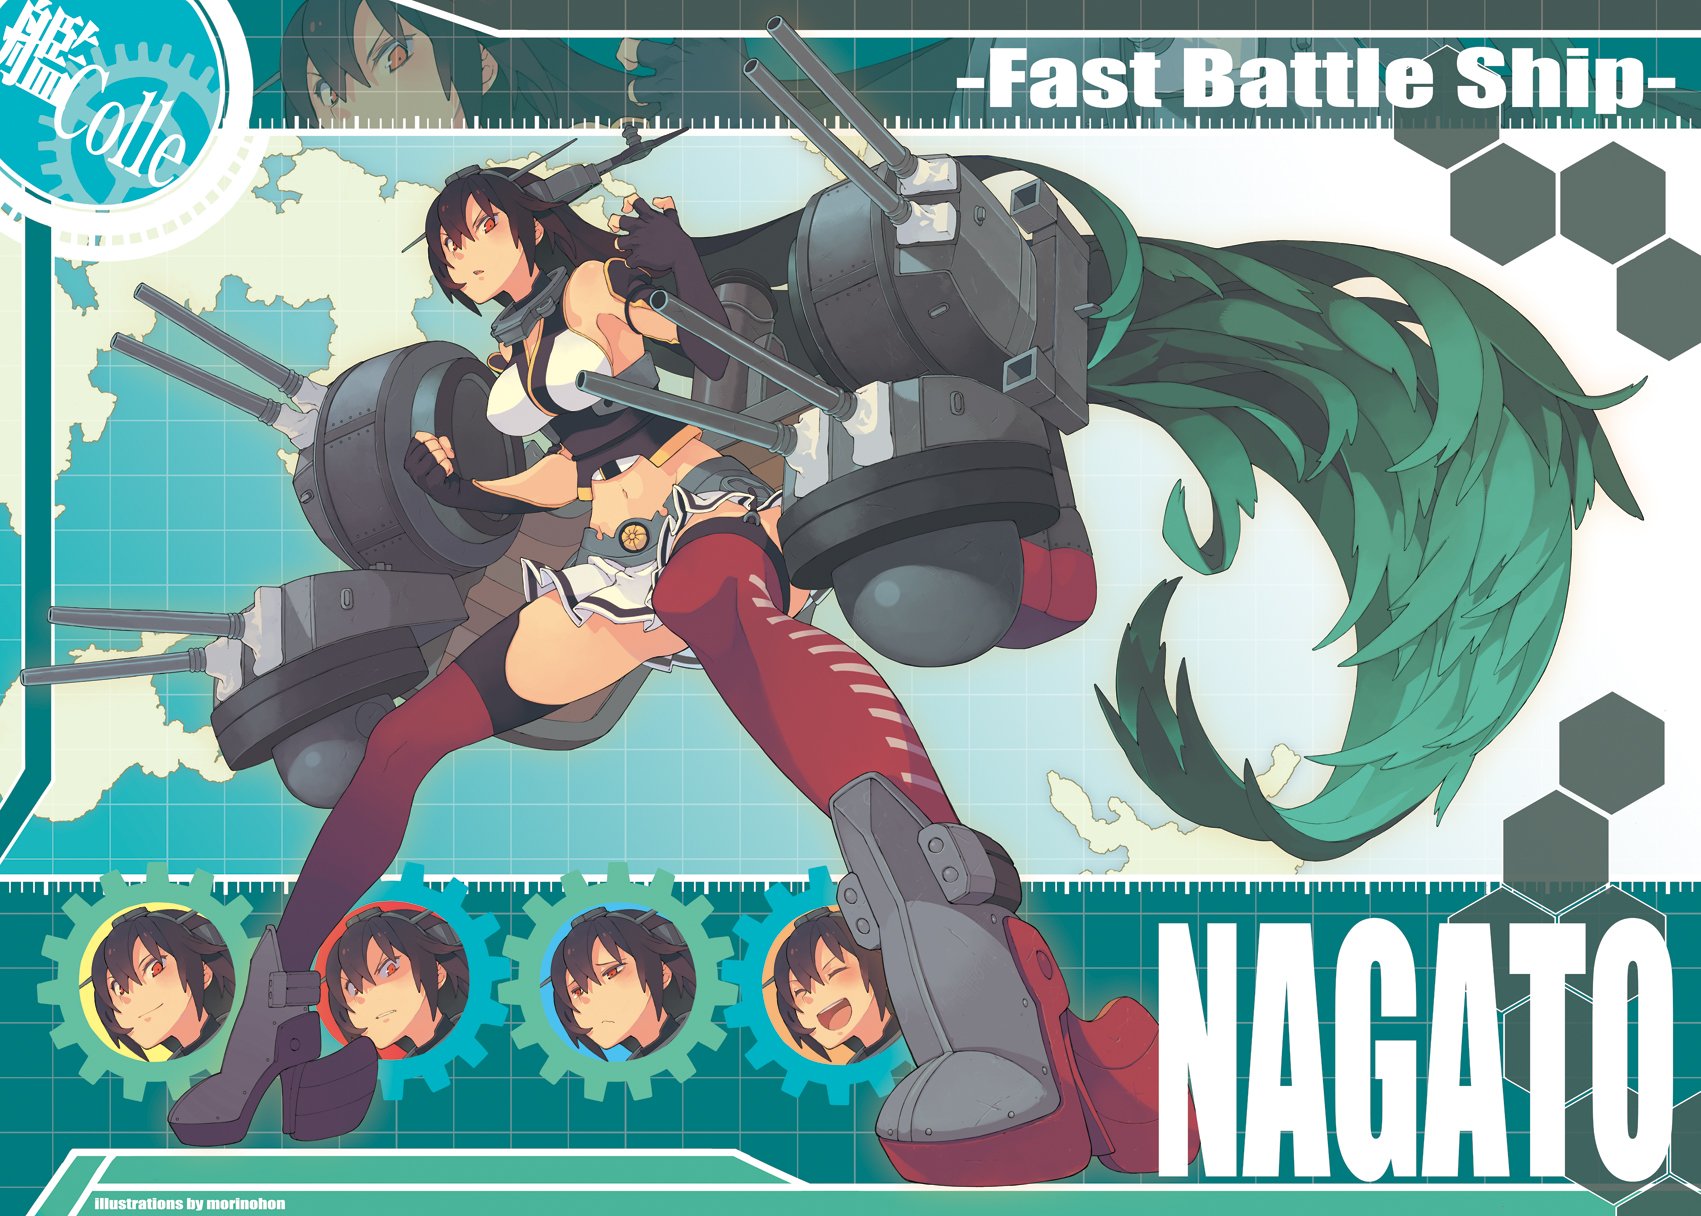 艦
Colle
-Fast Battle Ship-
NAGATO
illustrations by morinohon